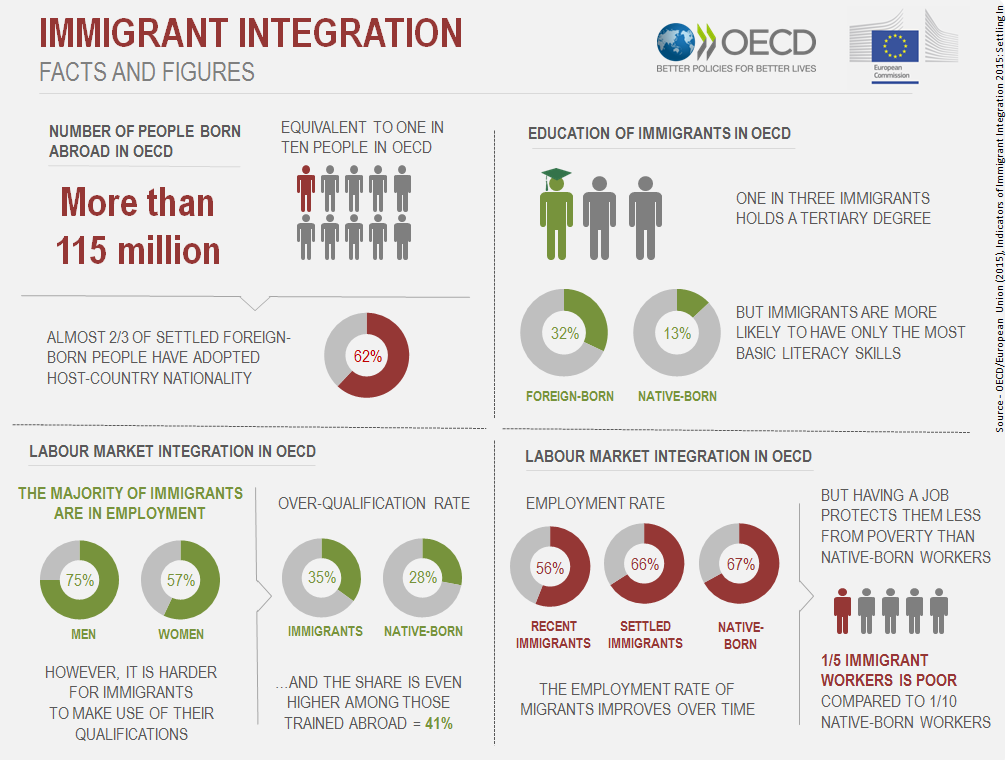 IMMIGRANT INTEGRATION
FACTS AND FIGURES
OECD
BETTER POLICIES FOR BETTER LIVES
European
Commission
NUMBER OF PEOPLE BORN
ABROAD IN OECD
More than
115 million
EQUIVALENT TO ONE IN
TEN PEOPLE IN OECD
ALMOST 2/3 OF SETTLED FOREIGN-
BORN PEOPLE HAVE ADOPTED
HOST-COUNTRY NATIONALITY
62%
EDUCATION OF IMMIGRANTS IN OECD
ONE IN THREE IMMIGRANTS
HOLDS A TERTIARY DEGREE
32%
13%
FOREIGN-BORN
NATIVE-BORN
BUT IMMIGRANTS ARE MORE
LIKELY TO HAVE ONLY THE MOST
BASIC LITERACY SKILLS
LABOUR MARKET INTEGRATION IN OECD
THE MAJORITY OF IMMIGRANTS
ARE IN EMPLOYMENT
75%
57%
MEN
WOMEN
HOWEVER, IT IS HARDER
FOR IMMIGRANTS
TO MAKE USE OF THEIR
QUALIFICATIONS
OVER-QUALIFICATION RATE
35%
28%
IMMIGRANTS
NATIVE-BORN
...AND THE SHARE IS EVEN
HIGHER AMONG THOSE
TRAINED ABROAD = 41%
LABOUR MARKET INTEGRATION IN OECD
EMPLOYMENT RATE
56%
66%
67%
RECENT
IMMIGRANTS
SETTLED
IMMIGRANTS
NATIVE-
BORN
THE EMPLOYMENT RATE OF
MIGRANTS IMPROVES OVER TIME
BUT HAVING A JOB
PROTECTS THEM LESS
FROM POVERTY THAN
NATIVE-BORN WORKERS
1/5 IMMIGRANT
WORKERS IS POOR
COMPARED TO 1/10
NATIVE-BORN WORKERS
Source - OECD/European Union (2015), Indicators of Immigrant Integration 2015: Settling In